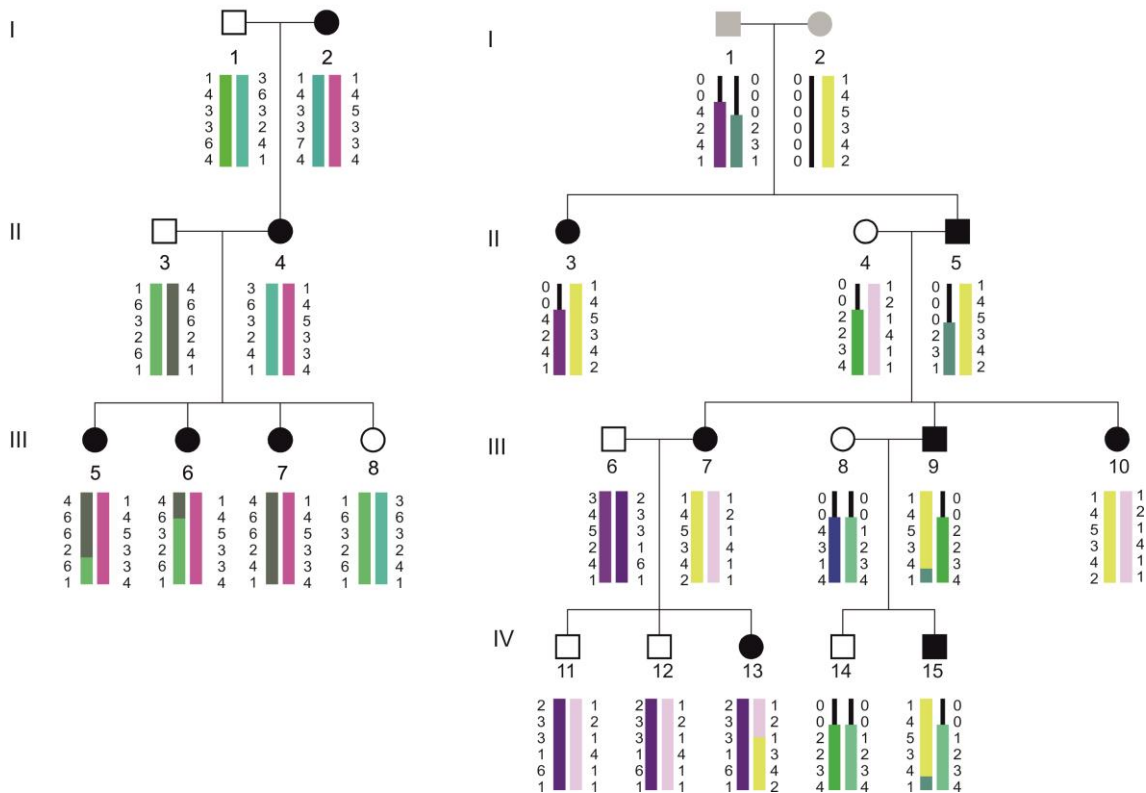 I
1 2
1 3 1 1
4 6 4 4
3 3 3 5
3 2 3 3
6 4 7 3
4 1 4 4
II
3 4
1 4 3 1
6 6 6 4
3 6 3 5
2 2 2 3
6 4 4 3
1 1 1 4
III
5 6 7 8
4 1 4 1 4 1 1 3
6 4 6 4 6 4 6 6
6 5 3 5 6 5 3 3
2 3 2 3 2 3 2 2
6 3 6 3 4 3 6 4
1 4 1 4 1 4 1 1
I
1 2
0 0 0 1
0 0 0 4
4 0 0 5
2 2 0 3
4 3 0 4
1 1 0 2
II
3 4 5
0 1 0 1 0 1
0 4 0 2 0 4
4 5 2 1 0 5
2 3 2 4 2 3
4 4 3 1 3 4
1 2 4 1 1 2
III
6 7 8 9 10
3 2 1 1 0 0 1 0 1 1
4 3 4 2 0 0 4 0 4 2
5 3 5 1 4 1 5 2 5 1
2 1 3 4 3 2 3 2 3 4
4 6 4 1 1 3 4 3 4 1
1 1 2 1 4 4 1 4 2 1
IV
11 12 13 14 15
2 1 2 1 2 1 0 0 1 0
3 2 3 2 3 2 0 0 4 0
3 1 3 1 3 1 2 1 5 1
1 4 1 4 1 3 2 2 3 2
6 1 6 1 6 4 3 3 4 3
1 1 1 1 1 2 4 4 1 4